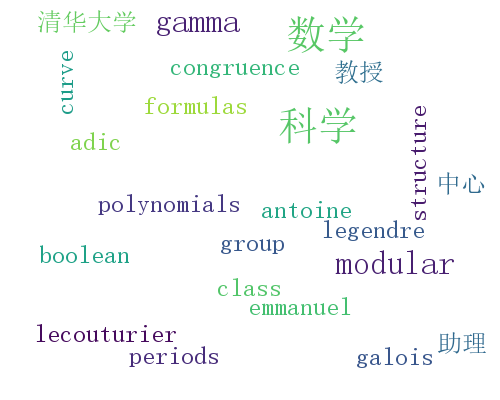 清华大学
gamma
数学
curve
congruence
教授
formulas
科学
adic
structure
中心
polynomials
antoine
legendre
group
boolean
modular
class
emmanuel
lecouturier
periods
galois
助理